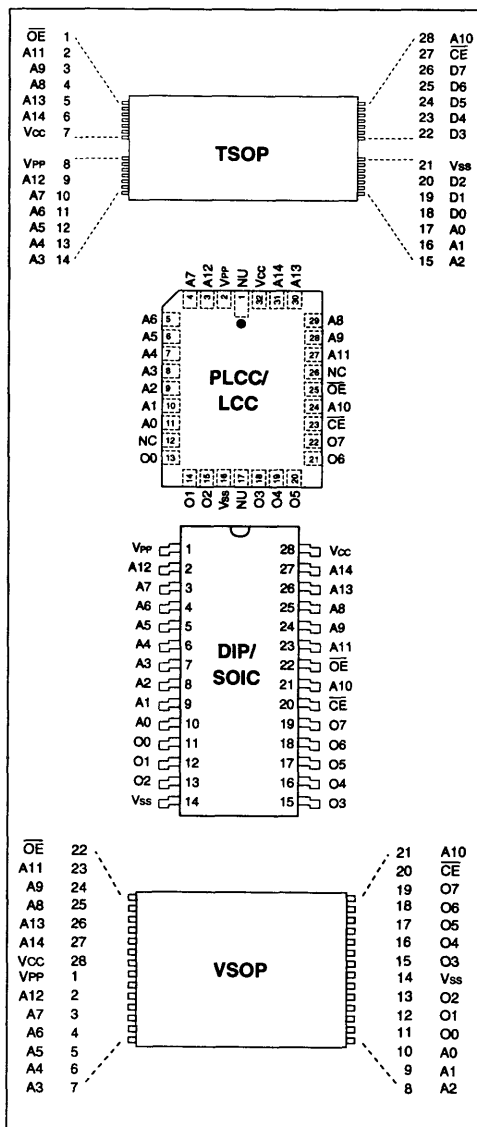 OE 1
A11 2
A9 3
A8 4
A13 5
A14 6
VCC 7
VPP 8
A12 9
A7 10
A6 11
A5 12
A4 13
A3 14
TSOP
28 A10
27 CE
26 D7
25 D6
24 D5
23 D4
22 D3
21 VSS
20 D2
19 D1
18 D0
17 A0
16 A1
15 A2
A7 A12 VPP NU VCC A14 A13
4 3 2 1 32 31 30
A6 5
A5 6
A4 7
A3 8
A2 9
A1 10
A0 11
NC 12
O0 13
PLCC/
LCC
29 A8
28 A9
27 A11
26 NC
25 OE
24 A10
23 CE
22 O7
21 O6
14 15 16 17 18 19 20
O1 O2 VSS NU O3 O4 O5
VPP 1
A12 2
A7 3
A6 4
A5 5
A4 6
A3 7
A2 8
A1 9
A0 10
O0 11
O1 12
O2 13
VSS 14
DIP/
SOIC
28 VCC
27 A14
26 A13
25 A8
24 A9
23 A11
22 OE
21 A10
20 CE
19 O7
18 O6
17 O5
16 O4
15 O3
OE 22
A11 23
A9 24
A8 25
A13 26
A14 27
VCC 28
VPP 1
A12 2
A7 3
A6 4
A5 5
A4 6
A3 7
VSOP
21 A10
20 CE
19 O7
18 O6
17 O5
16 O4
15 O3
14 VSS
13 O2
12 O1
11 O0
10 A0
9 A1
8 A2